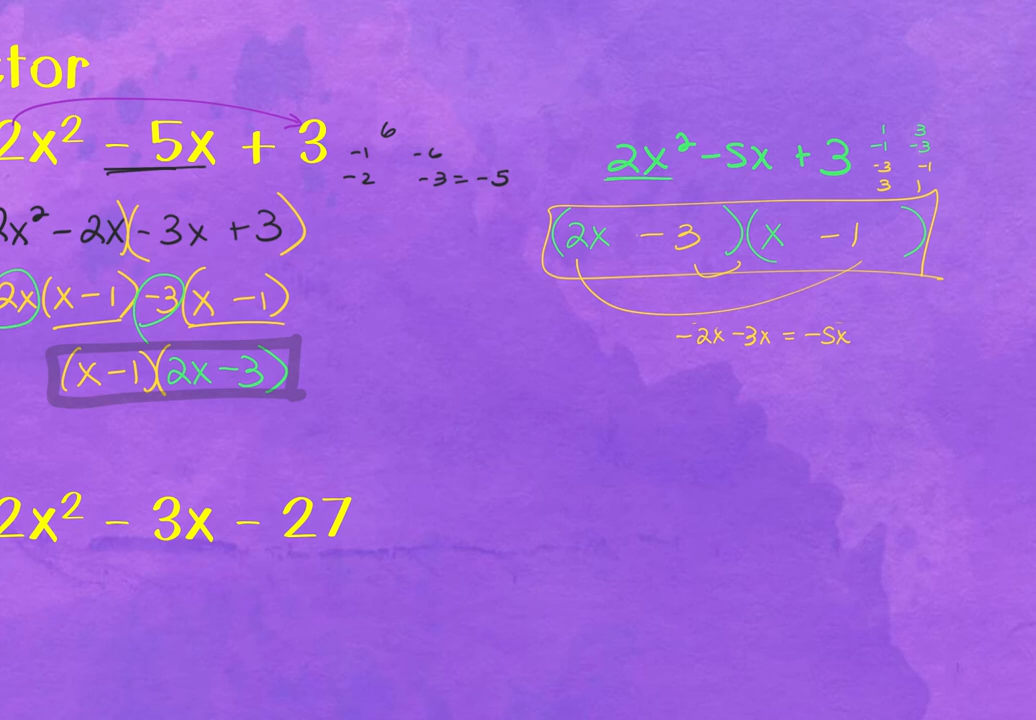 ctor
2x² - 5x + 3
6
-1 -6
-2 -3 = -5
2x² - 2x)(-3x + 3)
2x(x - 1) -3(x - 1)
(x - 1)(2x - 3)
2x² - 3x - 27
2x² - 5x + 3
1 3
-1 -3
-3 -1
3 1
(2x - 3)(x - 1)
-2x - 3x = -5x